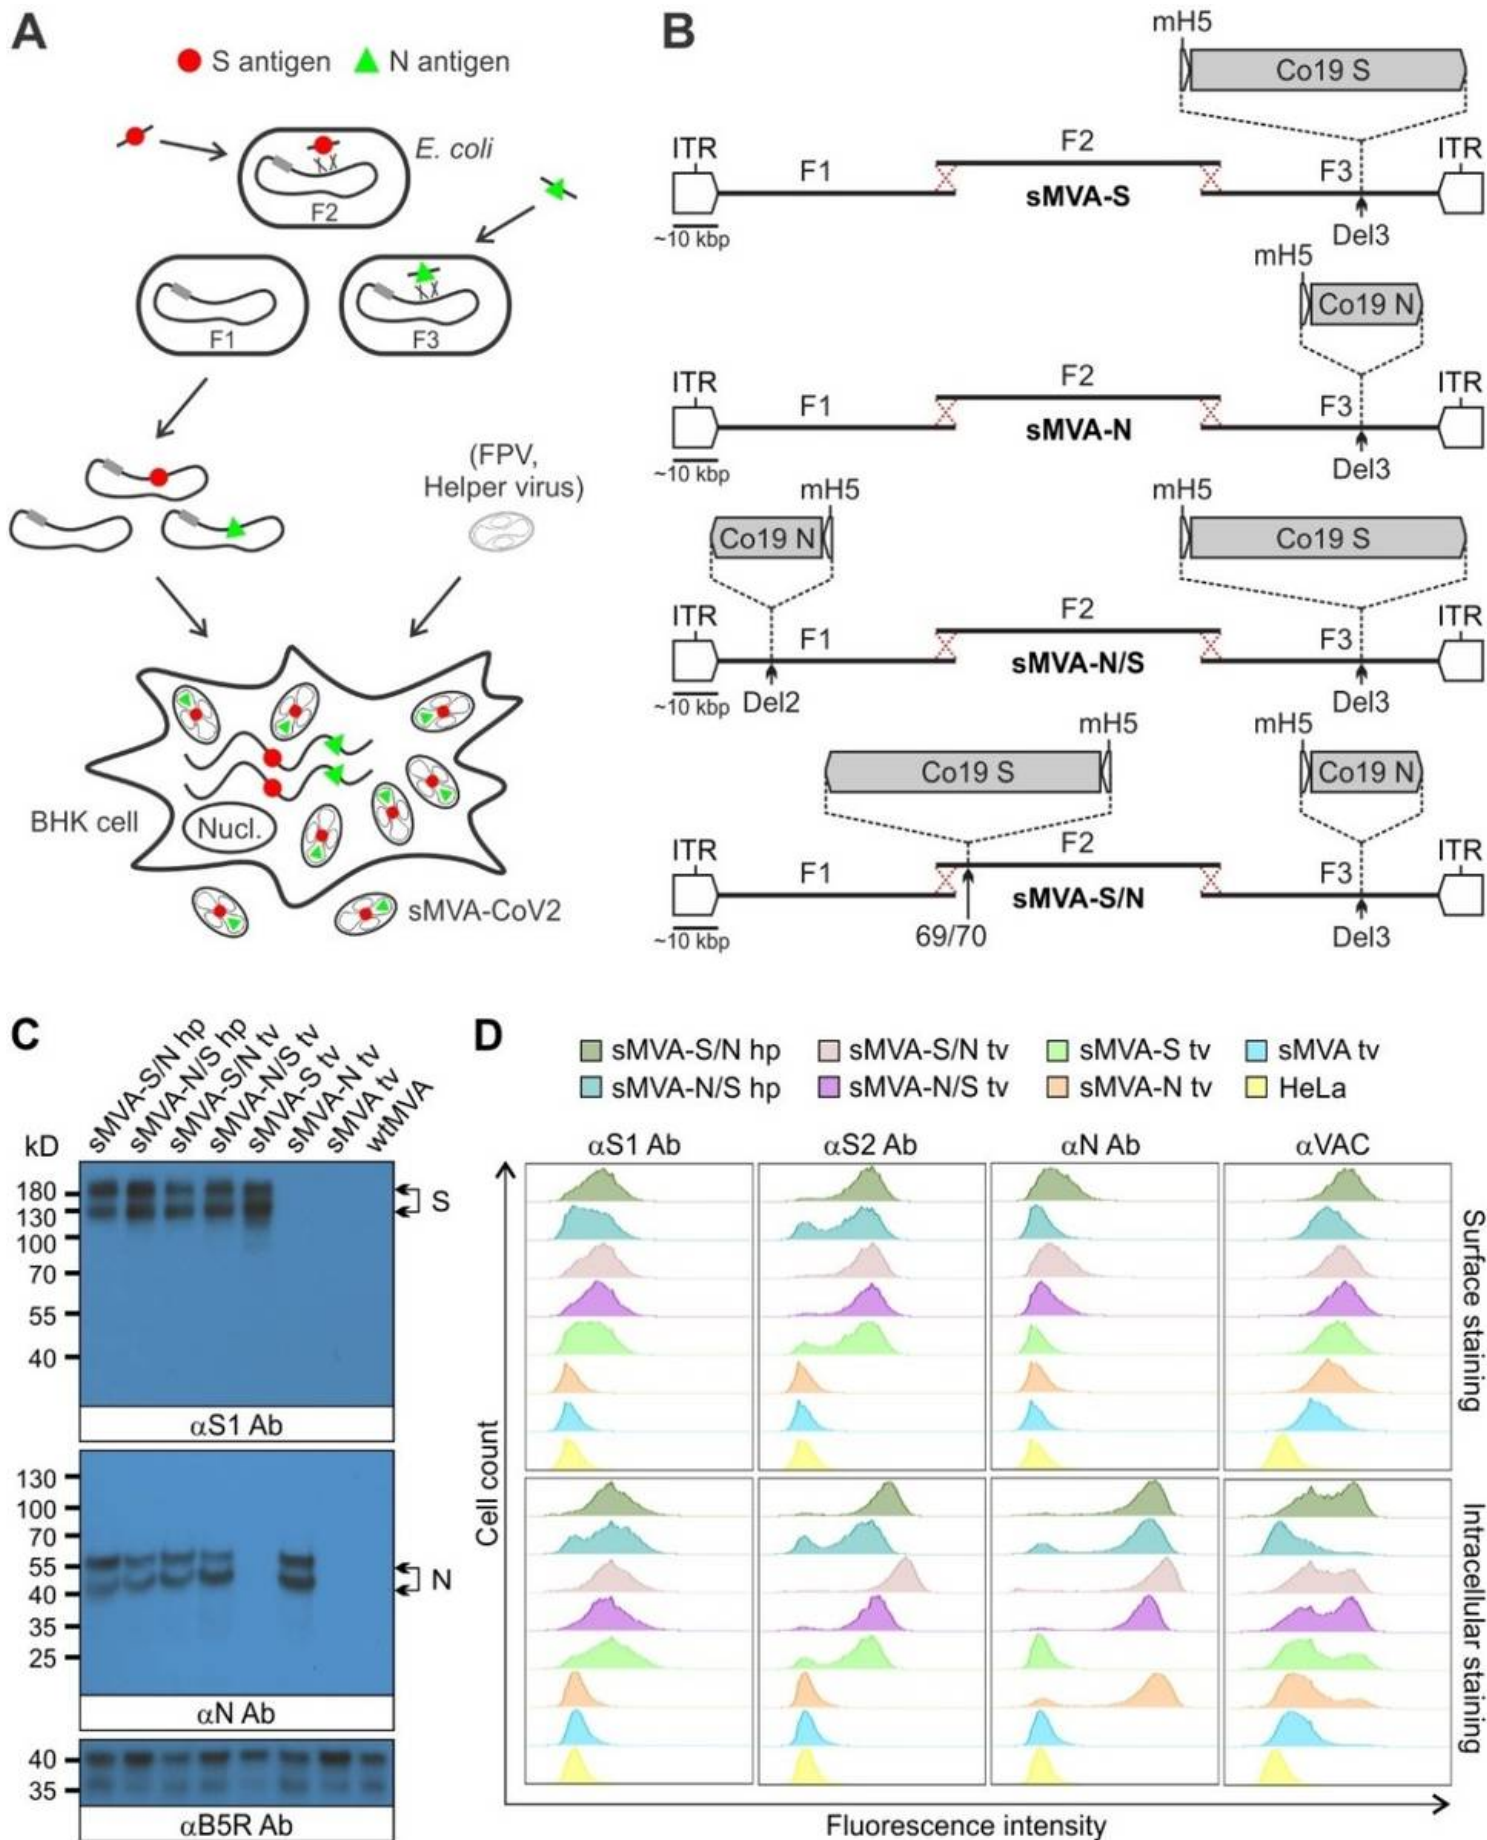 A
S antigen
N antigen
E. coli
F2
F1
F3
(FPV,
Helper virus)
BHK cell
Nucl.
sMVA-CoV2
B
mH5
Co19 S
ITR
F1
F2
F3
ITR
sMVA-S
~10 kbp
Del3
mH5
Co19 N
ITR
F1
F2
F3
ITR
sMVA-N
~10 kbp
Del3
mH5
mH5
Co19 N
Co19 S
ITR
F1
F2
F3
ITR
sMVA-N/S
~10 kbp
Del2
Del3
mH5
mH5
Co19 S
Co19 N
ITR
F1
F2
F3
ITR
sMVA-S/N
~10 kbp
69/70
Del3
C
kD
sMVA-S/N hp
sMVA-N/S hp
sMVA-S/N tv
sMVA-N/S tv
sMVA-S tv
sMVA-N tv
sMVA tv
wtMVA
180
130
100
70
55
40
S
αS1 Ab
130
100
70
55
40
35
25
N
αN Ab
40
35
αB5R Ab
D
sMVA-S/N hp
sMVA-S/N tv
sMVA-S tv
sMVA tv
sMVA-N/S hp
sMVA-N/S tv
sMVA-N tv
HeLa
αS1 Ab
αS2 Ab
αN Ab
αVAC
Surface staining
Intracellular staining
Cell count
Fluorescence intensity